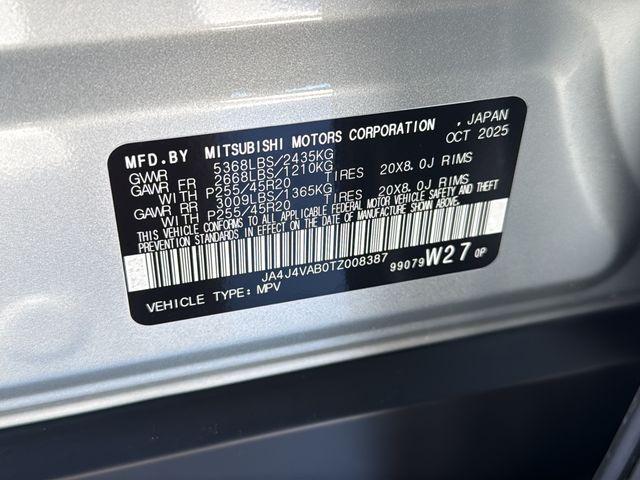 MFD.BY MITSUBISHI MOTORS CORPORATION , JAPAN
GVWR 5368LBS/2435KG OCT 2025
GAWR FR 2668LBS/1210KG
WITH P255/45R20 TIRES 20X8.0J RIMS
GAWR RR 3009LBS/1365KG
WITH P255/45R20 TIRES 20X8.0J RIMS
THIS VEHICLE CONFORMS TO ALL APPLICABLE FEDERAL MOTOR VEHICLE SAFETY AND THEFT
PREVENTION STANDARDS IN EFFECT ON THE DATE OF MANUFACTURE SHOWN ABOVE.
JA4J4VAB0TZ008387
99079 W27 0P
VEHICLE TYPE: MPV